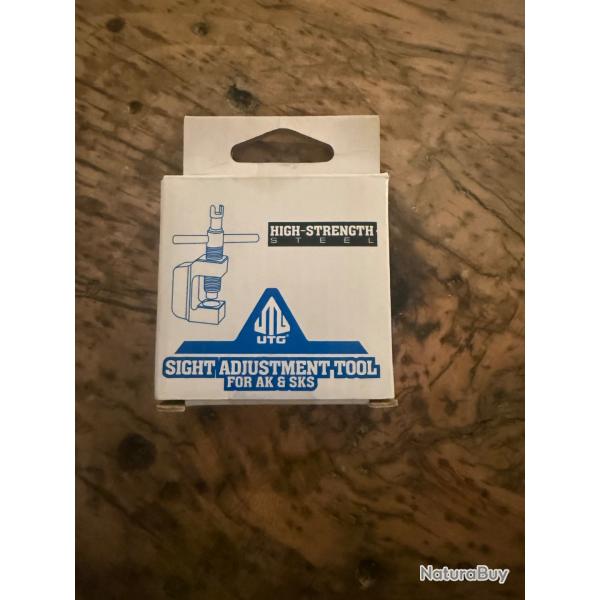 HIGH-STRENGTH
STEEL
UTG®
SIGHT ADJUSTMENT TOOL
FOR AK & SKS
NaturaBuy